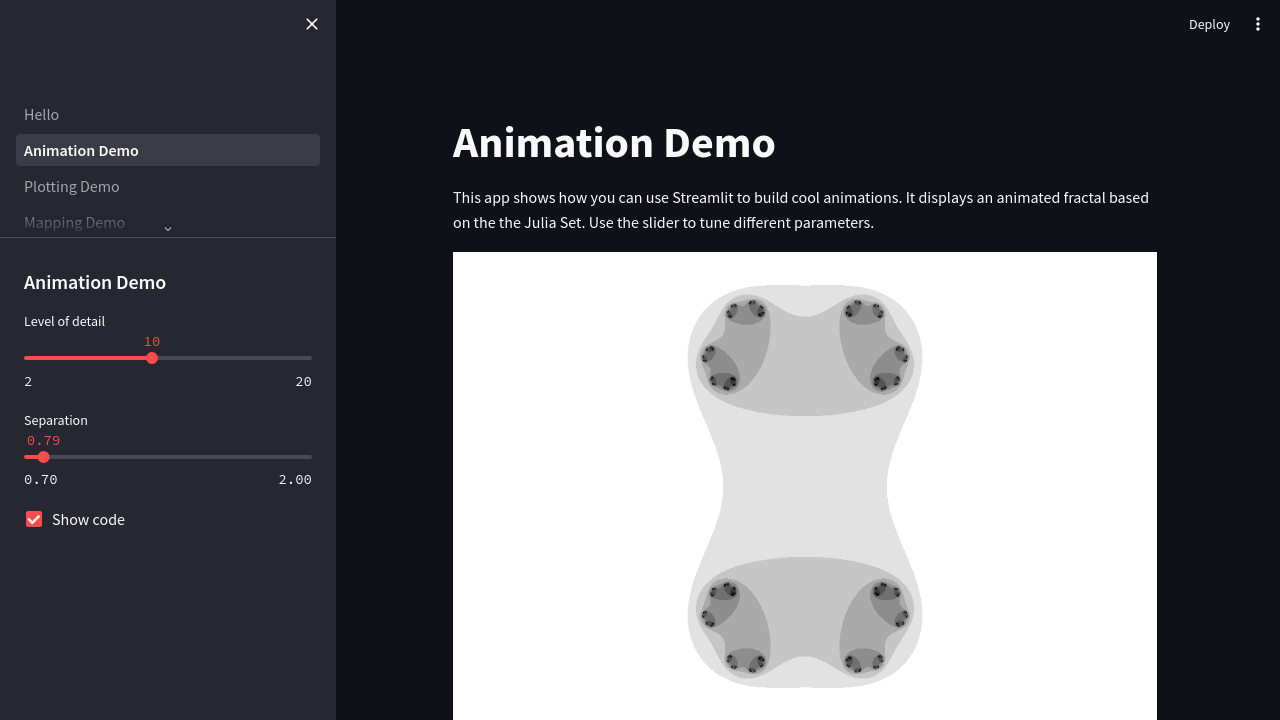 Deploy
Hello
Animation Demo
Plotting Demo
Mapping Demo
Animation Demo
Level of detail
10
2
20
Separation
0.79
0.70
2.00
Show code
Animation Demo
This app shows how you can use Streamlit to build cool animations. It displays an animated fractal based
on the the Julia Set. Use the slider to tune different parameters.